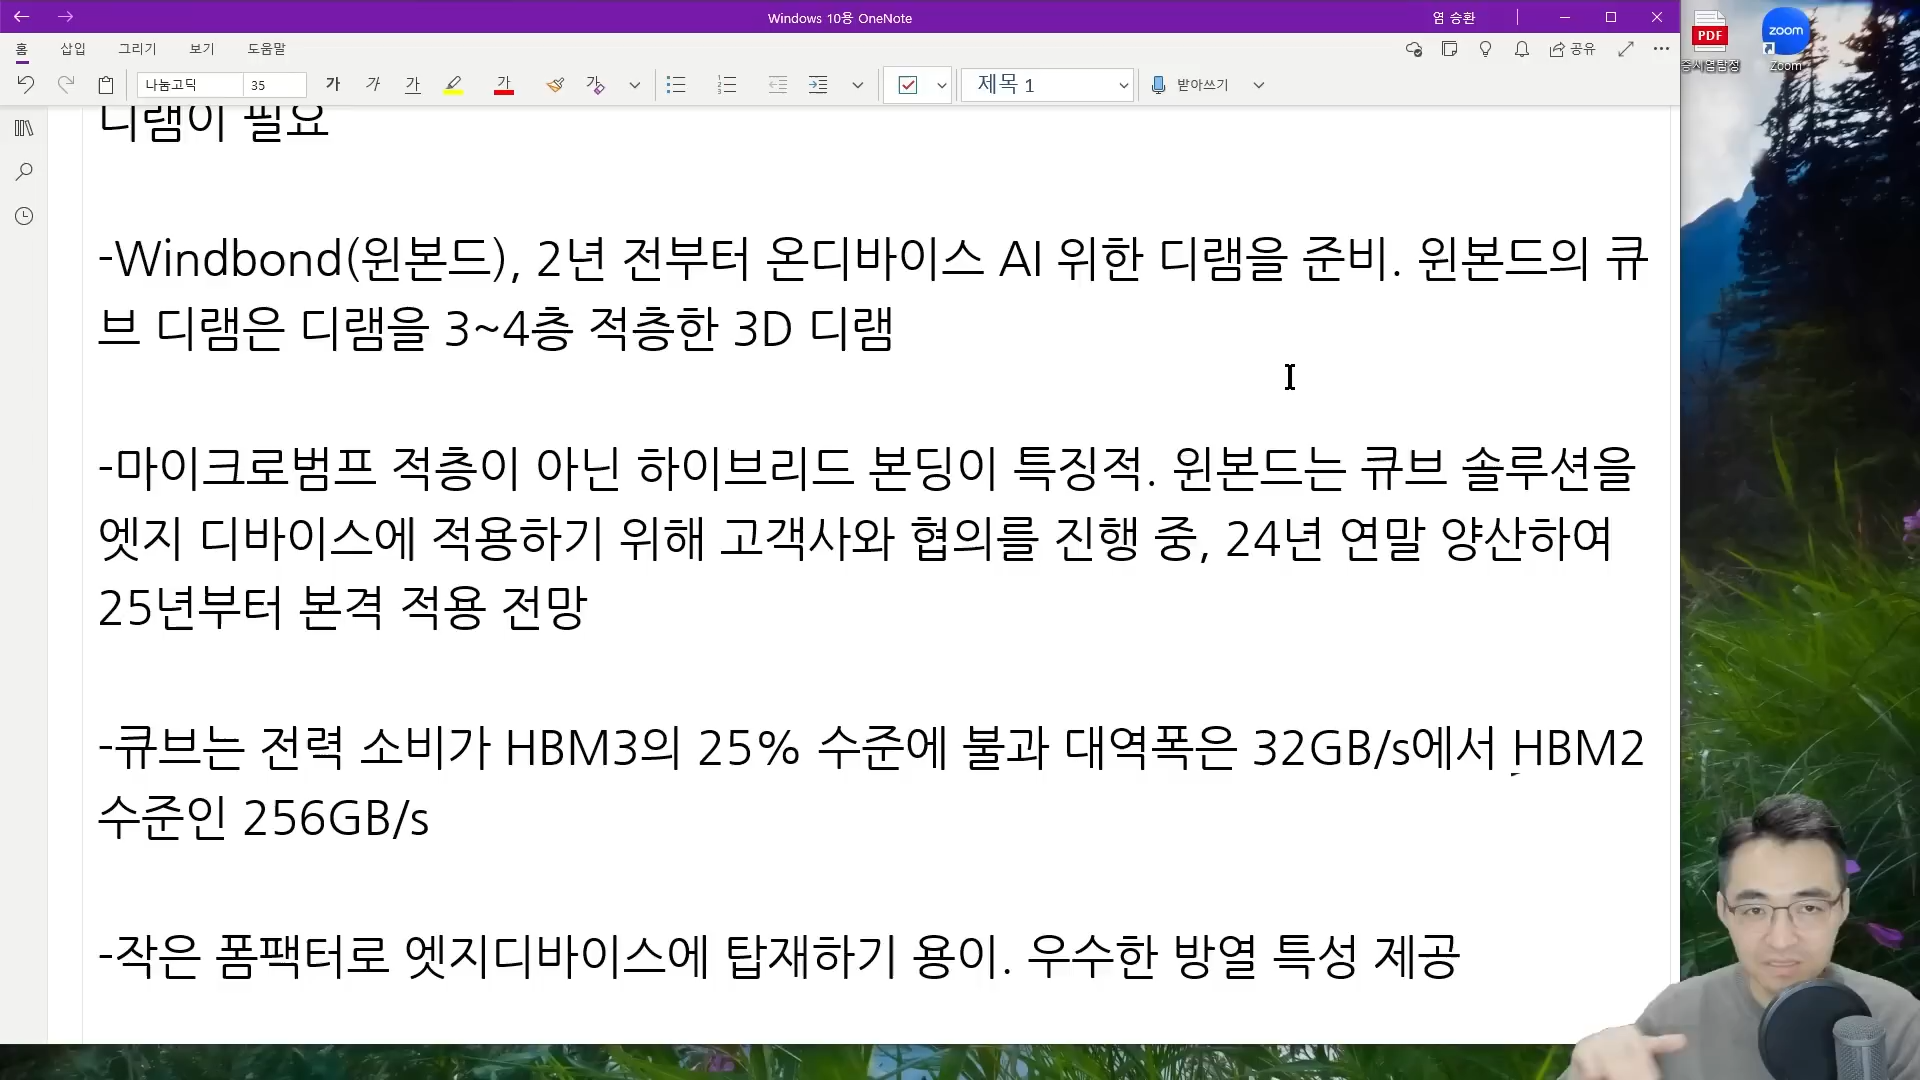 Windows 10용 OneNote
염 승환
홈 삽입 그리기 보기 도움말
공유
나눔고딕 35 가 가 가 가 가 제목 1 받아쓰기
디램이 필요
-Windbond(윈본드), 2년 전부터 온디바이스 AI 위한 디램을 준비. 윈본드의 큐
브 디램은 디램을 3~4층 적층한 3D 디램
-마이크로범프 적층이 아닌 하이브리드 본딩이 특징적. 윈본드는 큐브 솔루션을
엣지 디바이스에 적용하기 위해 고객사와 협의를 진행 중, 24년 연말 양산하여
25년부터 본격 적용 전망
-큐브는 전력 소비가 HBM3의 25% 수준에 불과 대역폭은 32GB/s에서 HBM2
수준인 256GB/s
-작은 폼팩터로 엣지디바이스에 탑재하기 용이. 우수한 방열 특성 제공
PDF
zoom
Zoom